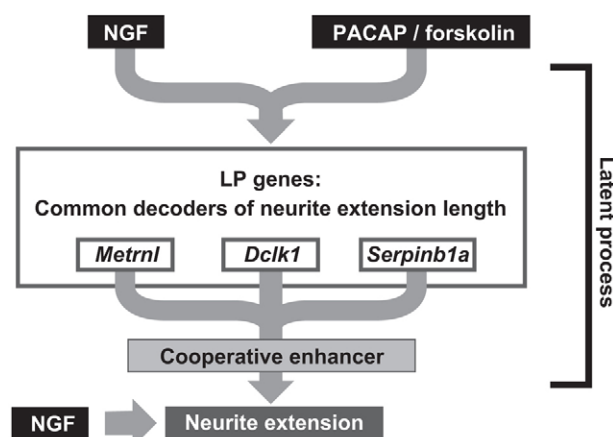 NGF
PACAP / forskolin
LP genes:
Common decoders of neurite extension length
Metrnl
Dclk1
Serpinb1a
Cooperative enhancer
NGF
Neurite extension
Latent process